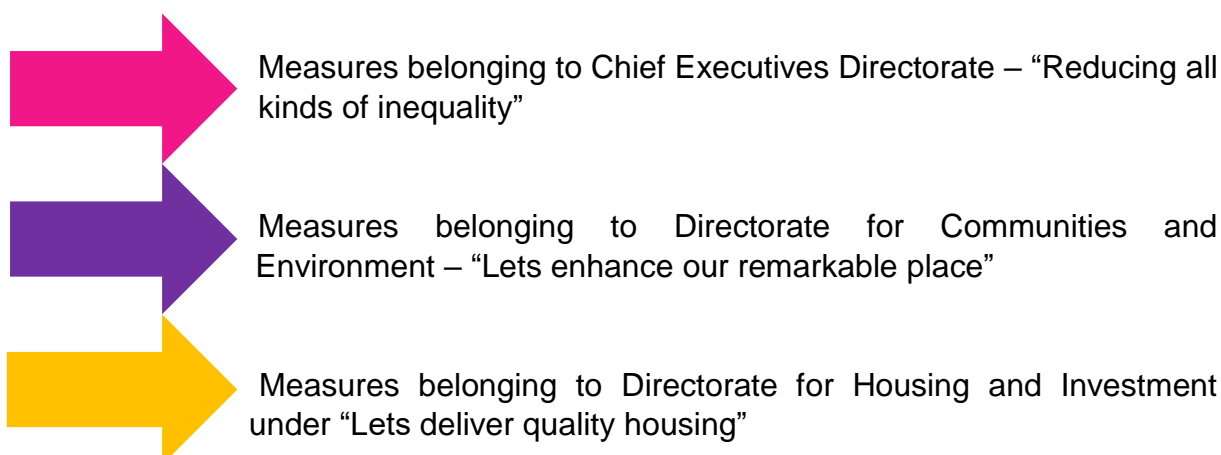 Measures belonging to Chief Executives Directorate – “Reducing all
kinds of inequality”
Measures belonging to Directorate for Communities and
Environment – “Lets enhance our remarkable place”
Measures belonging to Directorate for Housing and Investment
under “Lets deliver quality housing”